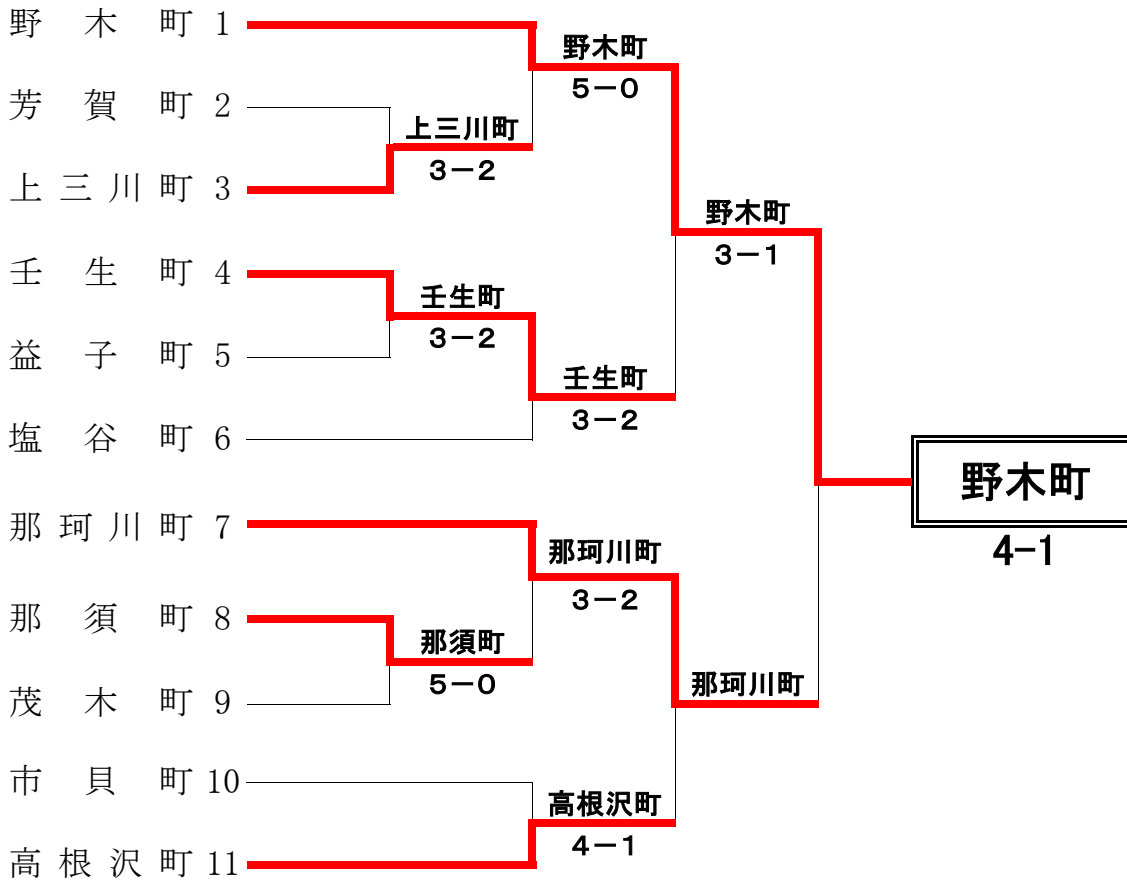 野木町 1
野木町
5－0
芳賀町 2
上三川町
3－2
上三川町 3
野木町
3－1
壬生町 4
壬生町
3－2
益子町 5
壬生町
3－2
塩谷町 6
野木町
4-1
那珂川町 7
那珂川町
3－2
那須町 8
那須町
5－0
茂木町 9
那珂川町
市貝町 10
高根沢町
4－1
高根沢町 11